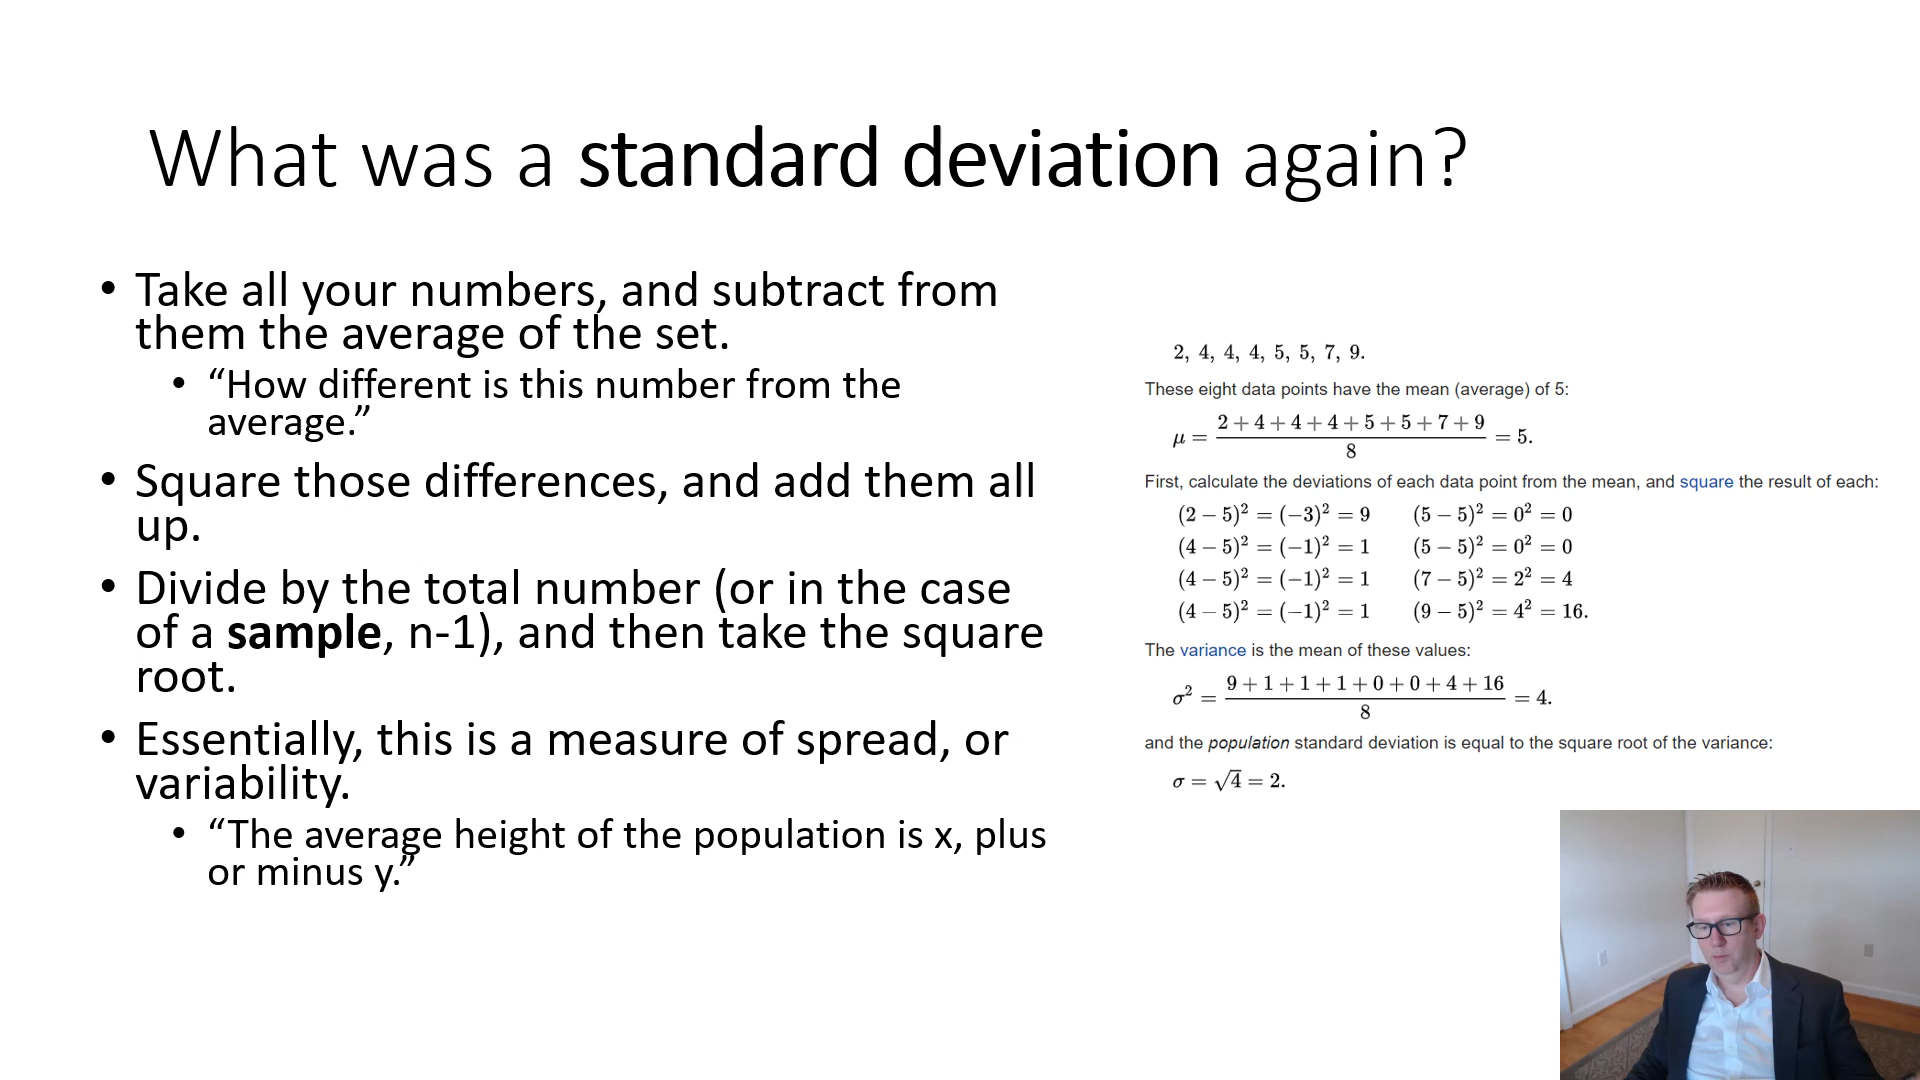 What was a standard deviation again?
• Take all your numbers, and subtract from
them the average of the set.
• “How different is this number from the
average.”
• Square those differences, and add them all
up.
• Divide by the total number (or in the case
of a sample, n-1), and then take the square
root.
• Essentially, this is a measure of spread, or
variability.
• “The average height of the population is x, plus
or minus y.”
2, 4, 4, 4, 5, 5, 7, 9.
These eight data points have the mean (average) of 5:
μ = (2 + 4 + 4 + 4 + 5 + 5 + 7 + 9) / 8 = 5.
First, calculate the deviations of each data point from the mean, and square the result of each:
(2 − 5)² = (−3)² = 9 (5 − 5)² = 0² = 0
(4 − 5)² = (−1)² = 1 (5 − 5)² = 0² = 0
(4 − 5)² = (−1)² = 1 (7 − 5)² = 2² = 4
(4 − 5)² = (−1)² = 1 (9 − 5)² = 4² = 16.
The variance is the mean of these values:
σ² = (9 + 1 + 1 + 1 + 0 + 0 + 4 + 16) / 8 = 4.
and the population standard deviation is equal to the square root of the variance:
σ = √4 = 2.